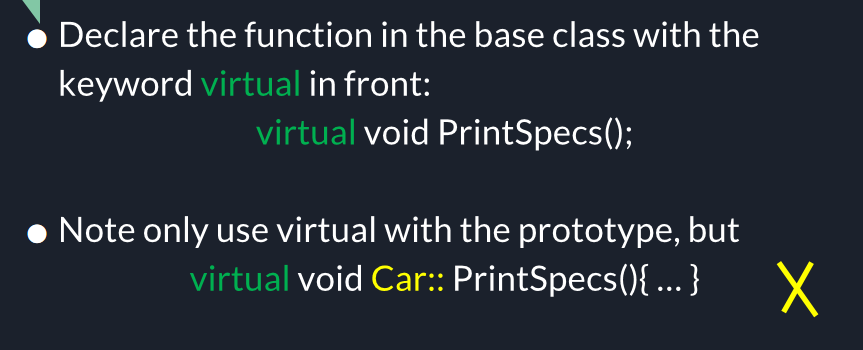 ● Declare the function in the base class with the
keyword virtual in front:
virtual void PrintSpecs();
● Note only use virtual with the prototype, but
virtual void Car:: PrintSpecs(){ ... } X